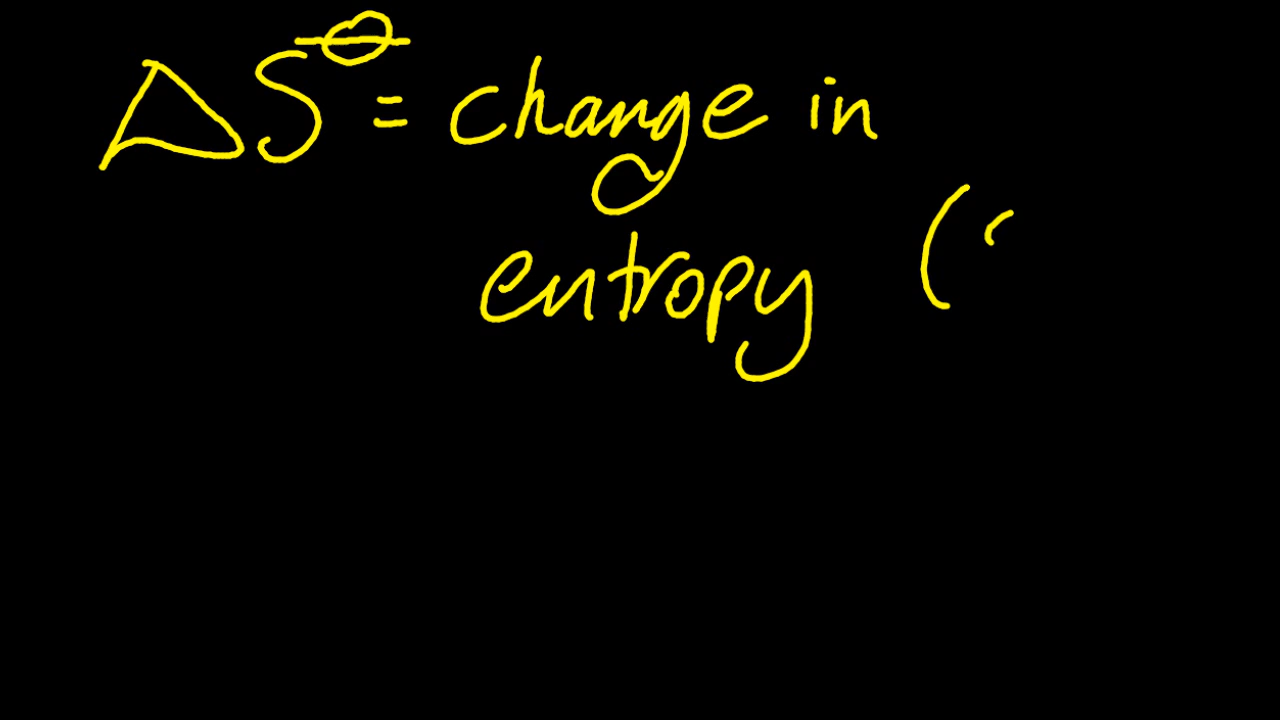 ΔS⦵ = change in
entropy (